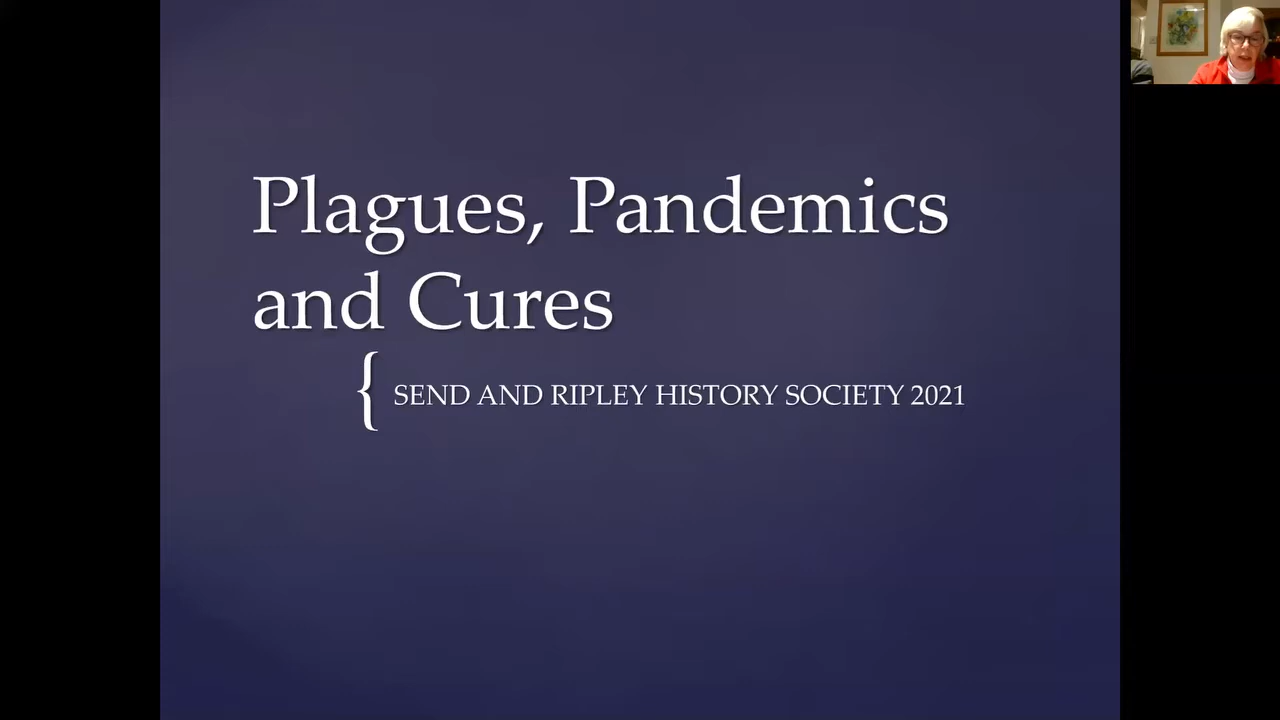 Plagues, Pandemics
and Cures
{ SEND AND RIPLEY HISTORY SOCIETY 2021